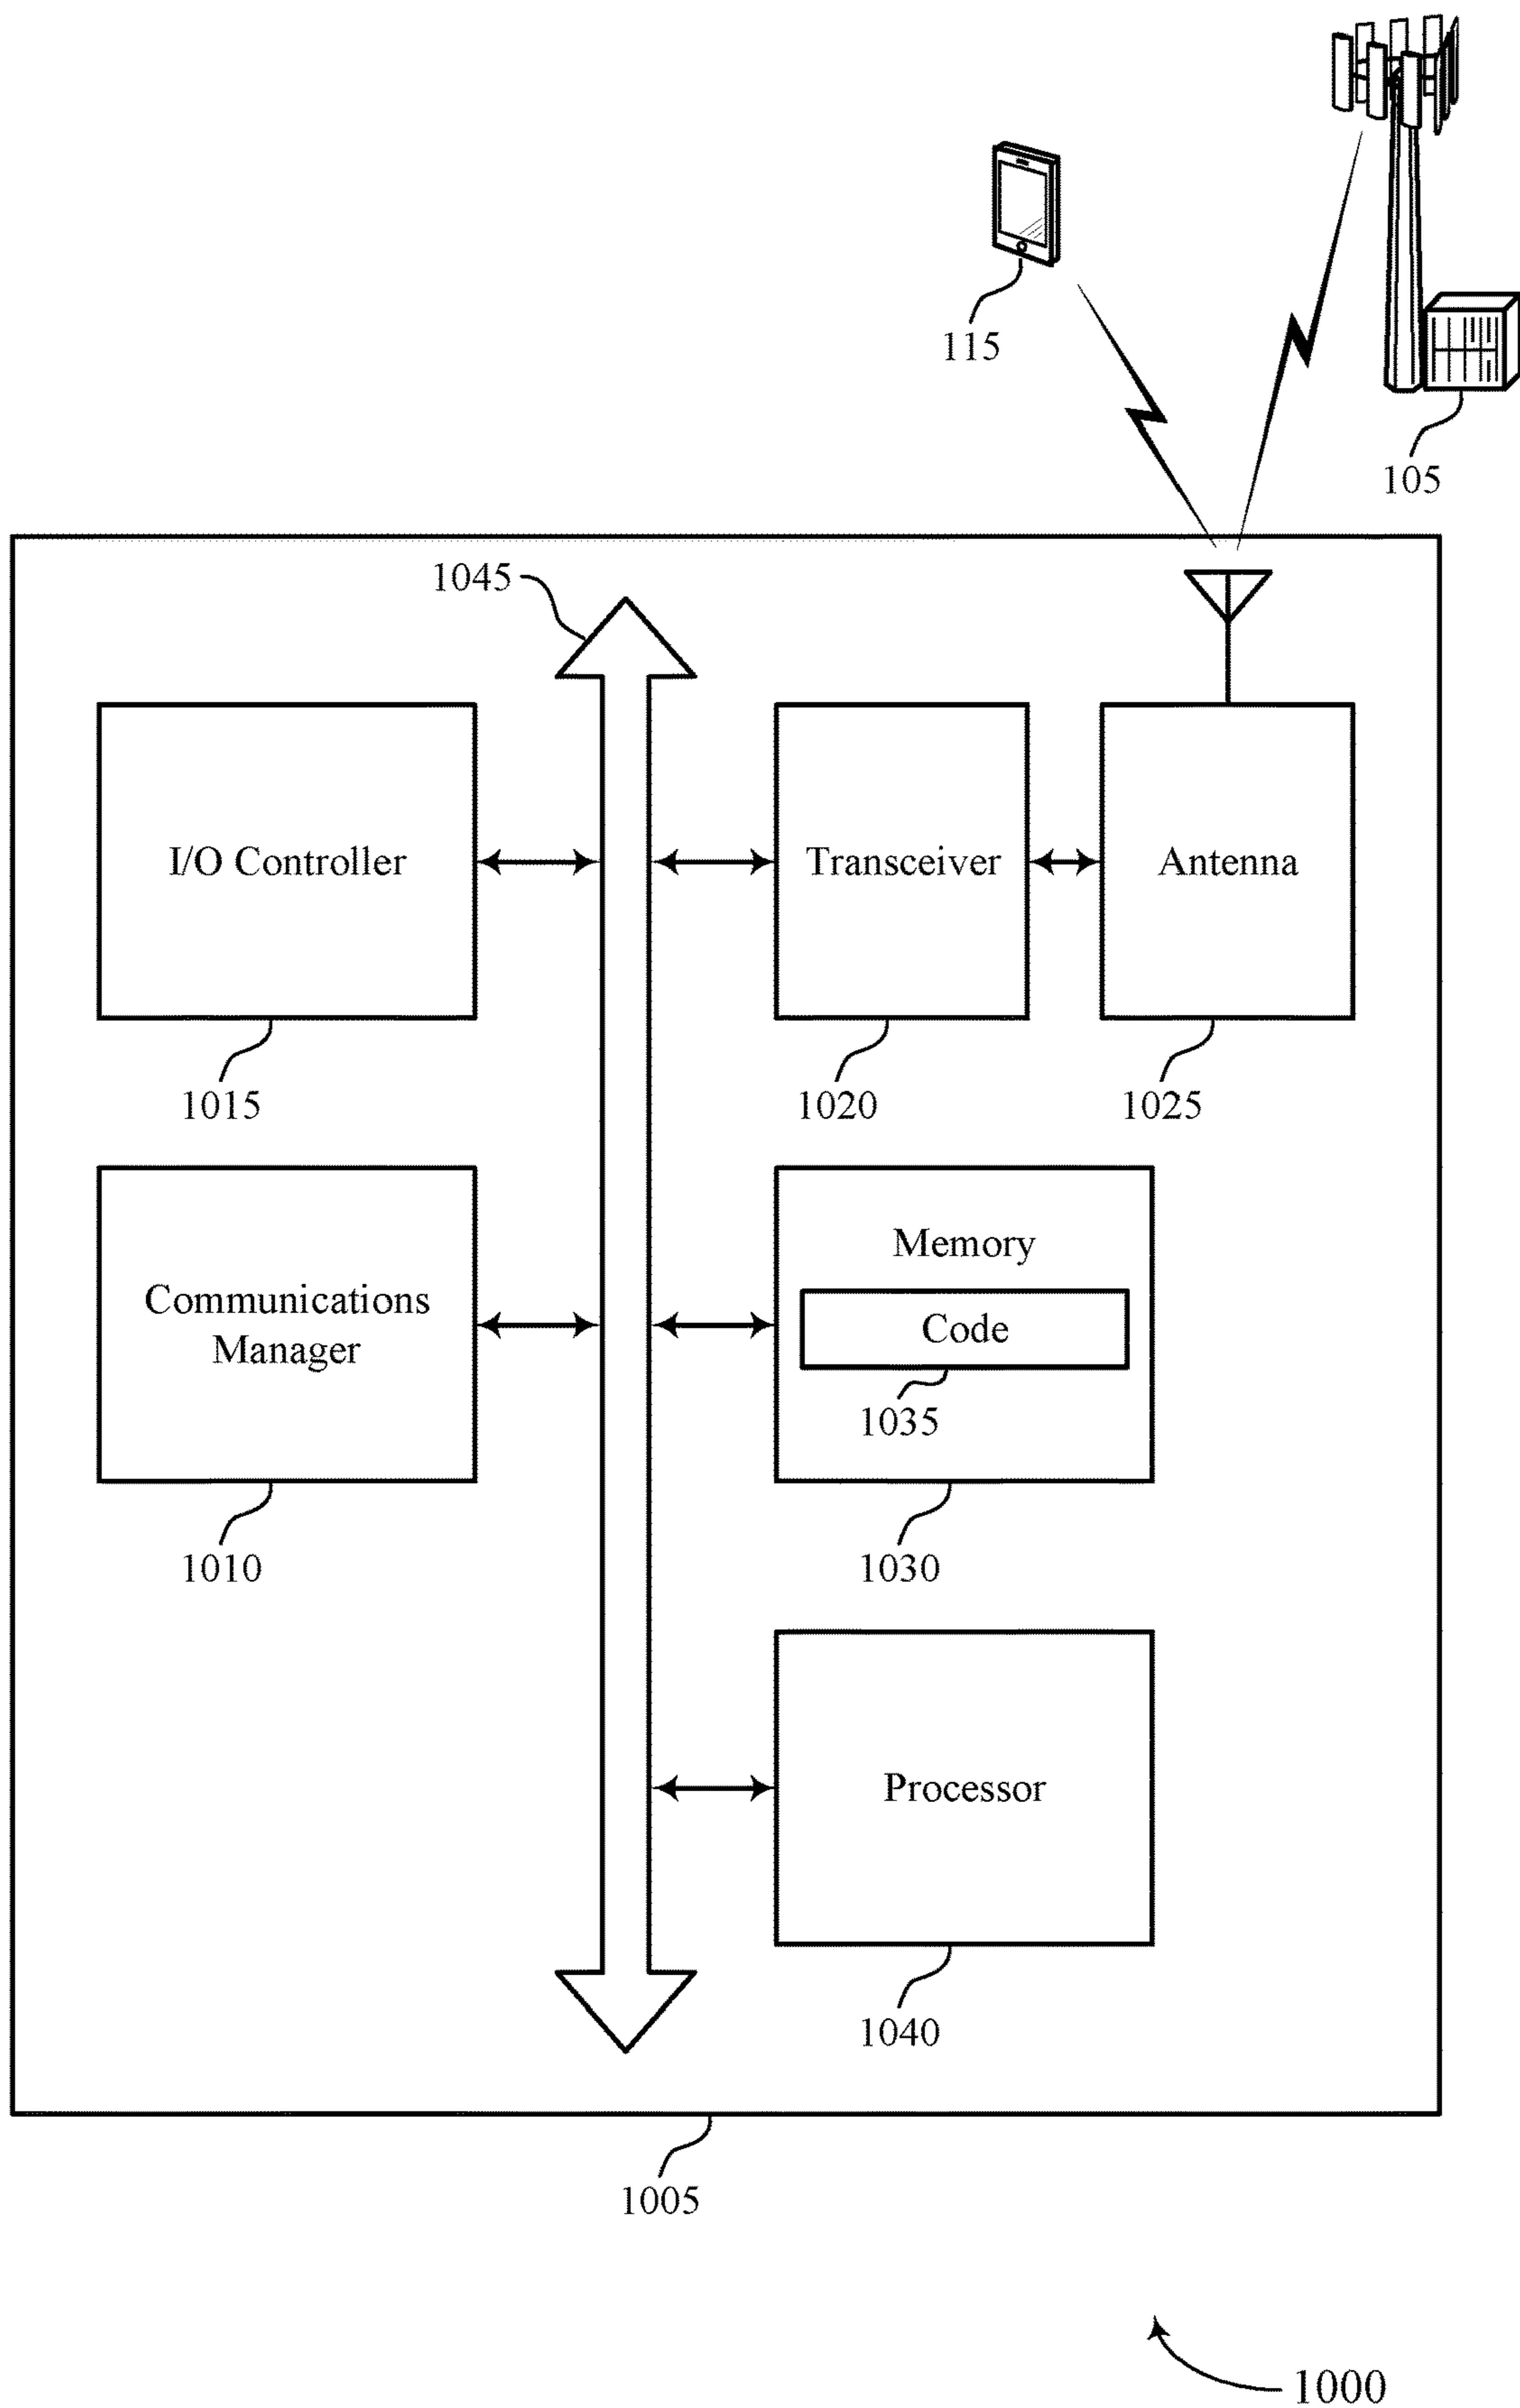 115
105
1045
I/O Controller
Transceiver
Antenna
1015
1020
1025
Communications
Manager
Memory
Code
1035
1010
1030
Processor
1040
1005
1000